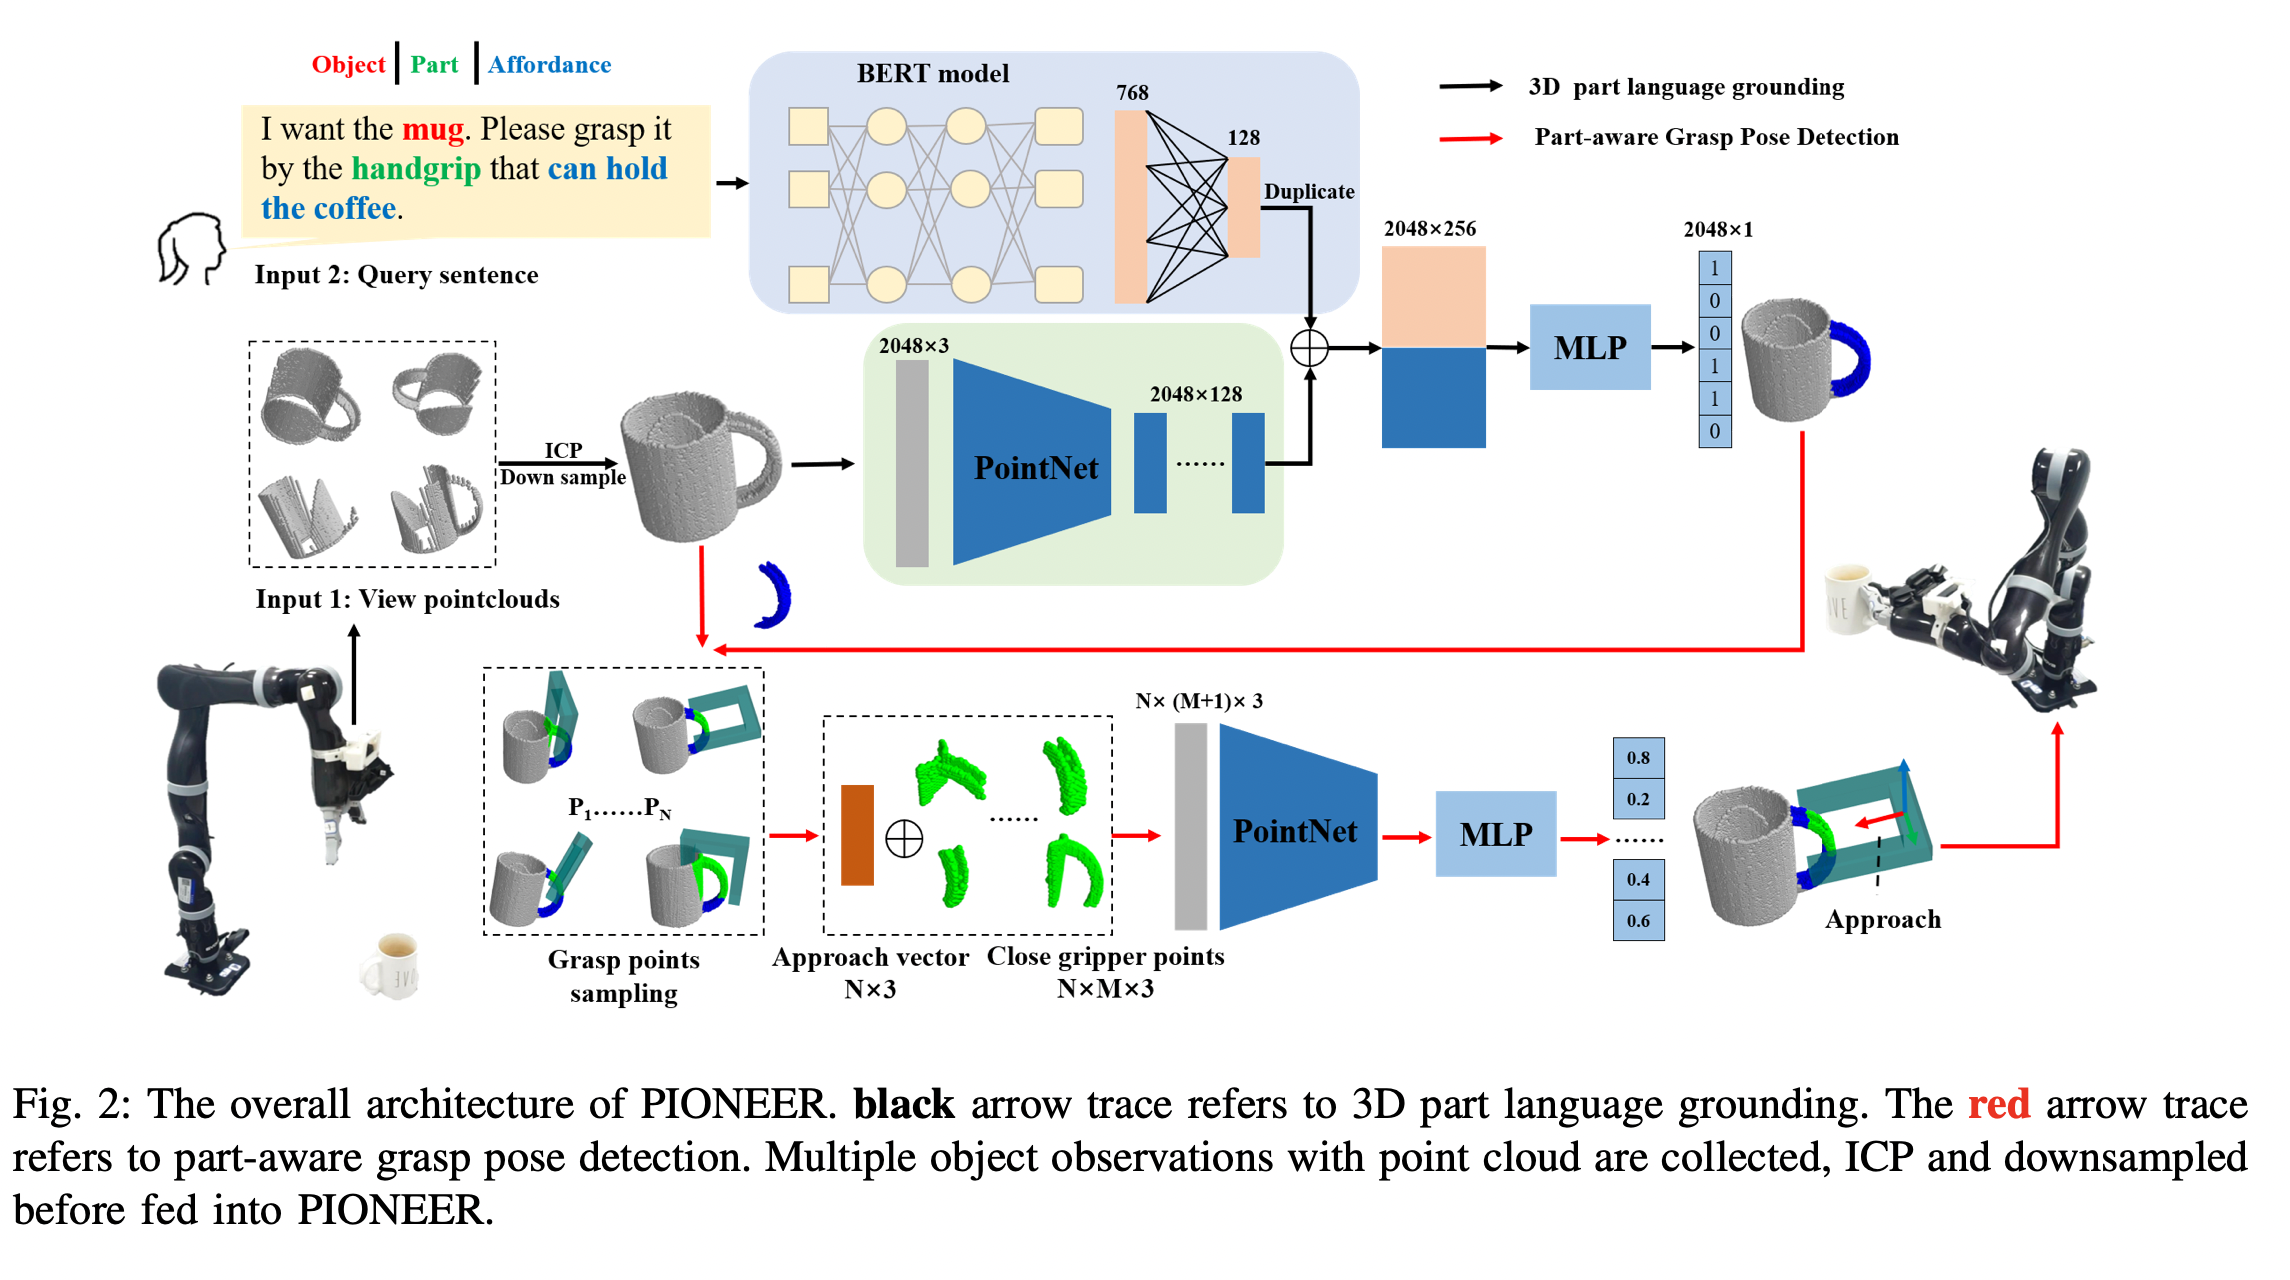 Object | Part | Affordance
I want the mug. Please grasp it
by the handgrip that can hold
the coffee.
Input 2: Query sentence
BERT model
768
128
Duplicate
3D part language grounding
Part-aware Grasp Pose Detection
2048×256
2048×1
1
0
0
1
1
0
MLP
2048×3
PointNet
2048×128
......
ICP
Down sample
Input 1: View pointclouds
P1......PN
Grasp points
sampling
......
Approach vector
N×3
Close gripper points
N×M×3
N× (M+1)× 3
PointNet
MLP
0.8
0.2
......
0.4
0.6
Approach
Fig. 2: The overall architecture of PIONEER. black arrow trace refers to 3D part language grounding. The red arrow trace
refers to part-aware grasp pose detection. Multiple object observations with point cloud are collected, ICP and downsampled
before fed into PIONEER.